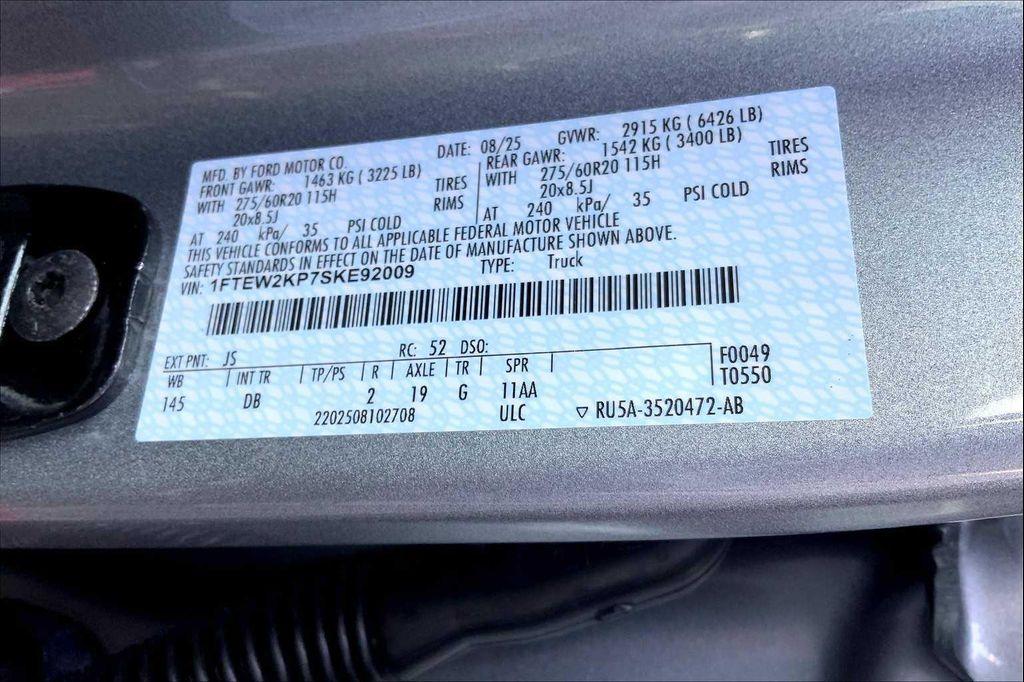 MFD. BY FORD MOTOR CO. DATE: 08/25 GVWR: 2915 KG ( 6426 LB)
FRONT GAWR: 1463 KG ( 3225 LB) REAR GAWR: 1542 KG ( 3400 LB)
WITH 275/60R20 115H TIRES WITH 275/60R20 115H TIRES
20x8.5J RIMS 20x8.5J RIMS
AT 240 kPa/ 35 PSI COLD AT 240 kPa/ 35 PSI COLD
THIS VEHICLE CONFORMS TO ALL APPLICABLE FEDERAL MOTOR VEHICLE
SAFETY STANDARDS IN EFFECT ON THE DATE OF MANUFACTURE SHOWN ABOVE.
VIN: 1FTEW2KP7SKE92009 TYPE: Truck
EXT PNT: JS RC: 52 DSO:
WB INT TR TP/PS R AXLE TR SPR F0049
145 DB 2 19 G 11AA T0550
2202508102708 ULC ▽ RU5A-3520472-AB